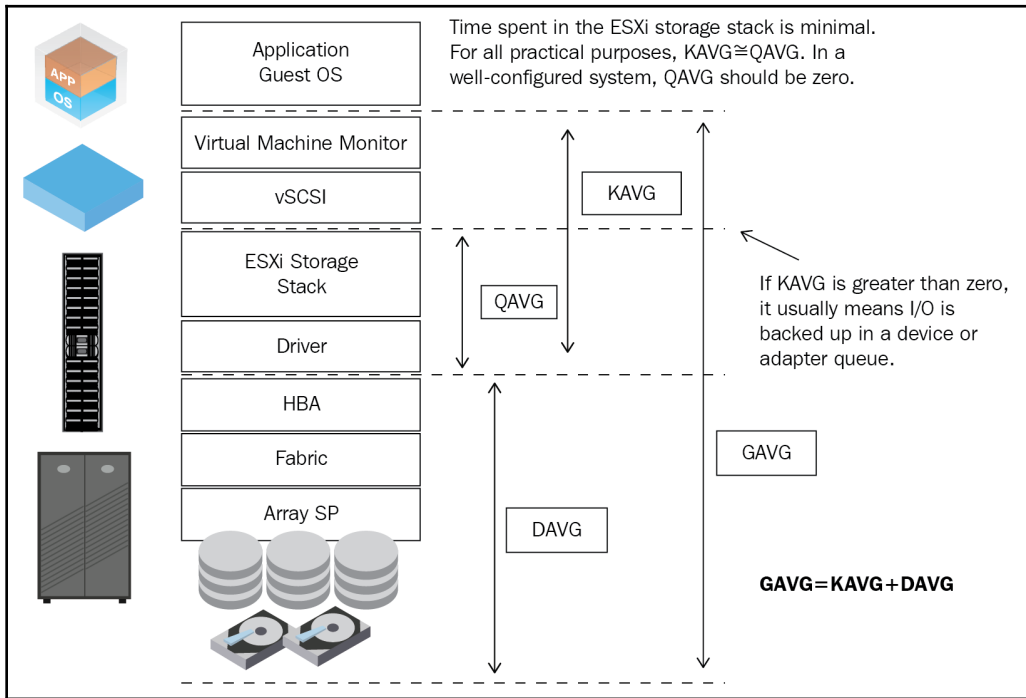 Time spent in the ESXi storage stack is minimal.
For all practical purposes, KAVG≅QAVG. In a
well-configured system, QAVG should be zero.
Application
Guest OS
APP
OS
Virtual Machine Monitor
vSCSI
KAVG
ESXi Storage
Stack
QAVG
Driver
If KAVG is greater than zero,
it usually means I/O is
backed up in a device or
adapter queue.
HBA
Fabric
GAVG
Array SP
DAVG
GAVG=KAVG+DAVG